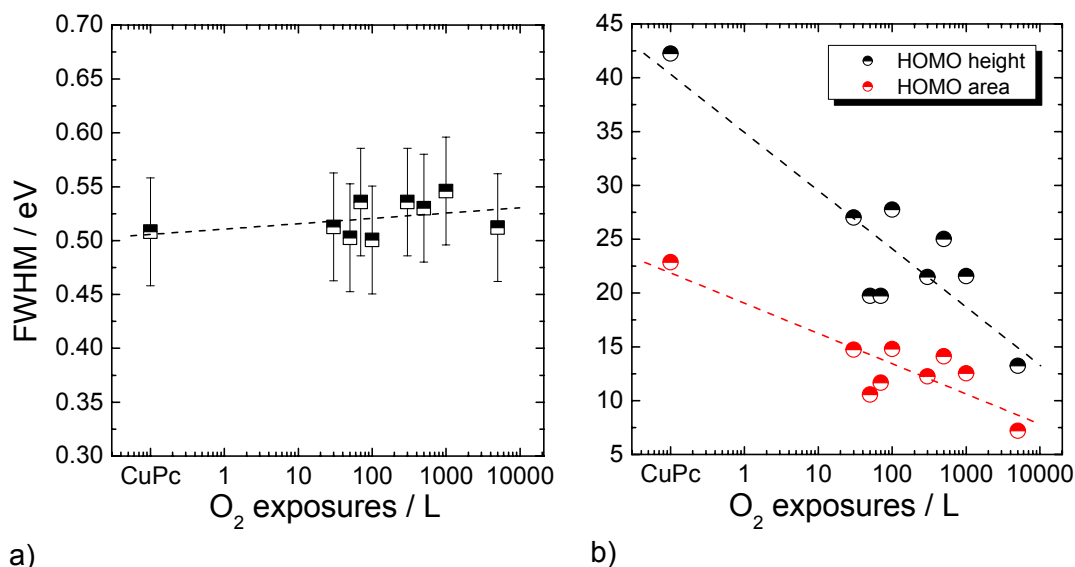 0.70
0.65
0.60
0.55
0.50
0.45
0.40
0.35
0.30
FWHM / eV
CuPc 1 10 100 1000 10000
O₂ exposures / L
a)
45
40
35
30
25
20
15
10
5
HOMO height
HOMO area
CuPc 1 10 100 1000 10000
O₂ exposures / L
b)